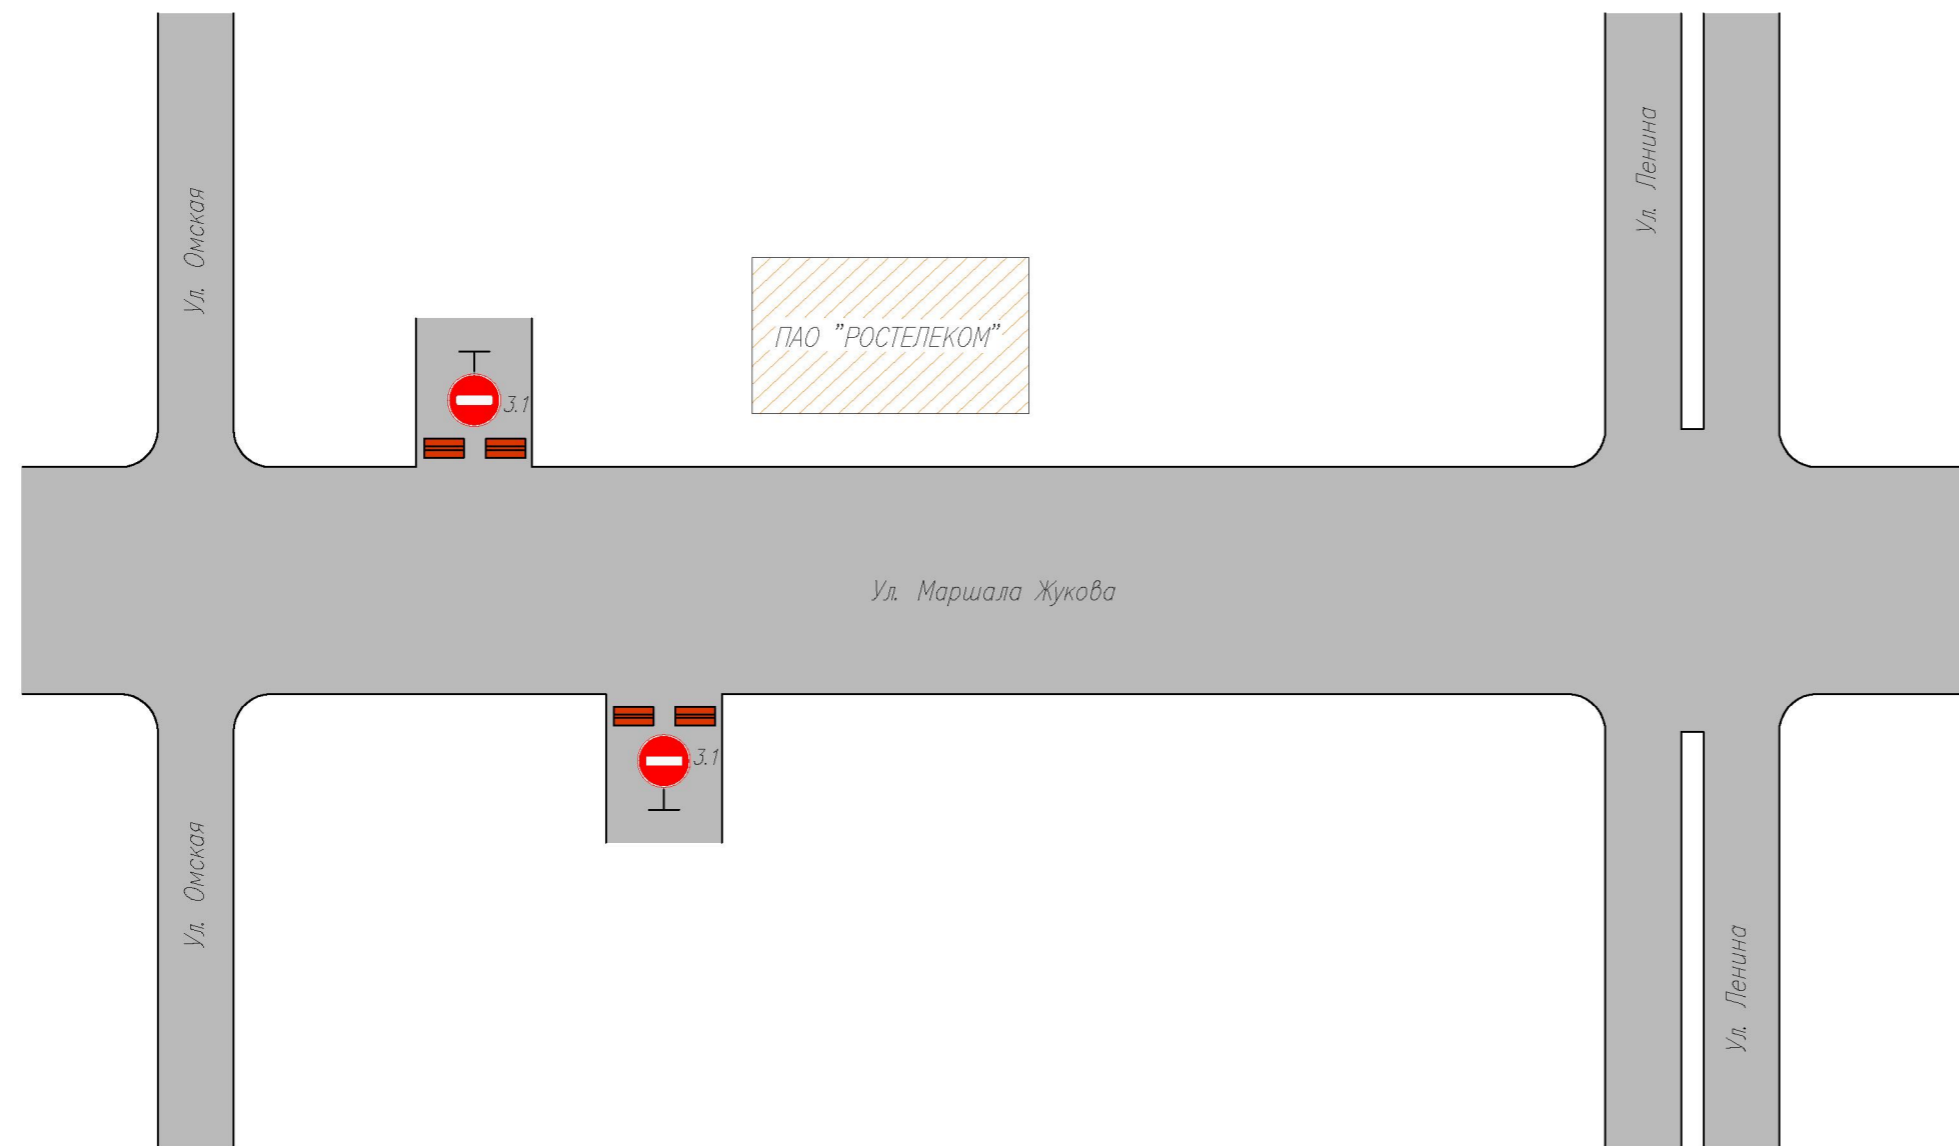 Ул. Ленина
Ул. Омская
ПАО "РОСТЕЛЕКОМ"
3.1
Ул. Маршала Жукова
3.1
Ул. Омская
Ул. Ленина